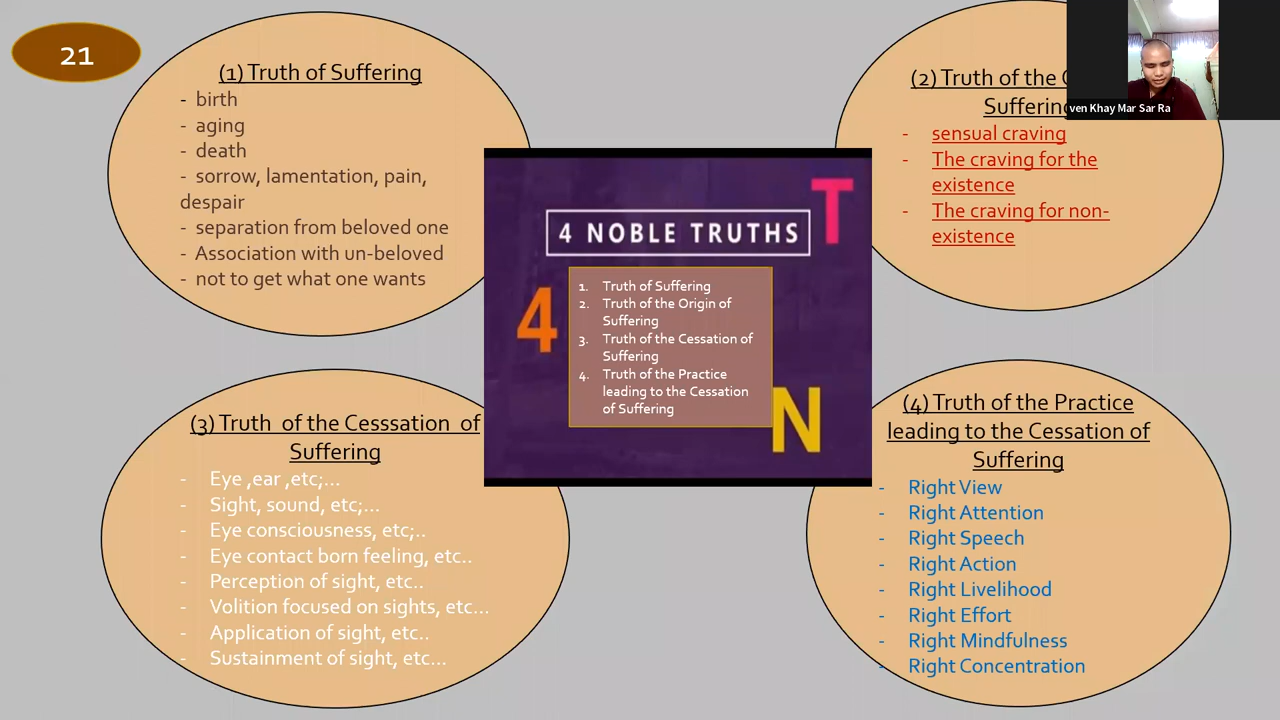 21
(1) Truth of Suffering
- birth
- aging
- death
- sorrow, lamentation, pain,
despair
- separation from beloved one
- Association with un-beloved
- not to get what one wants
(2) Truth of the
Suffering
- sensual craving
- The craving for the
existence
- The craving for non-
existence
ven Khay Mar Sar Ra
T
4 NOBLE TRUTHS
4
1. Truth of Suffering
2. Truth of the Origin of
Suffering
3. Truth of the Cessation of
Suffering
4. Truth of the Practice
leading to the Cessation
of Suffering
N
(3) Truth of the Cesssation of
Suffering
- Eye ,ear ,etc;...
- Sight, sound, etc;...
- Eye consciousness, etc;..
- Eye contact born feeling, etc..
- Perception of sight, etc..
- Volition focused on sights, etc...
- Application of sight, etc..
- Sustainment of sight, etc...
(4) Truth of the Practice
leading to the Cessation of
Suffering
- Right View
- Right Attention
- Right Speech
- Right Action
- Right Livelihood
- Right Effort
- Right Mindfulness
- Right Concentration